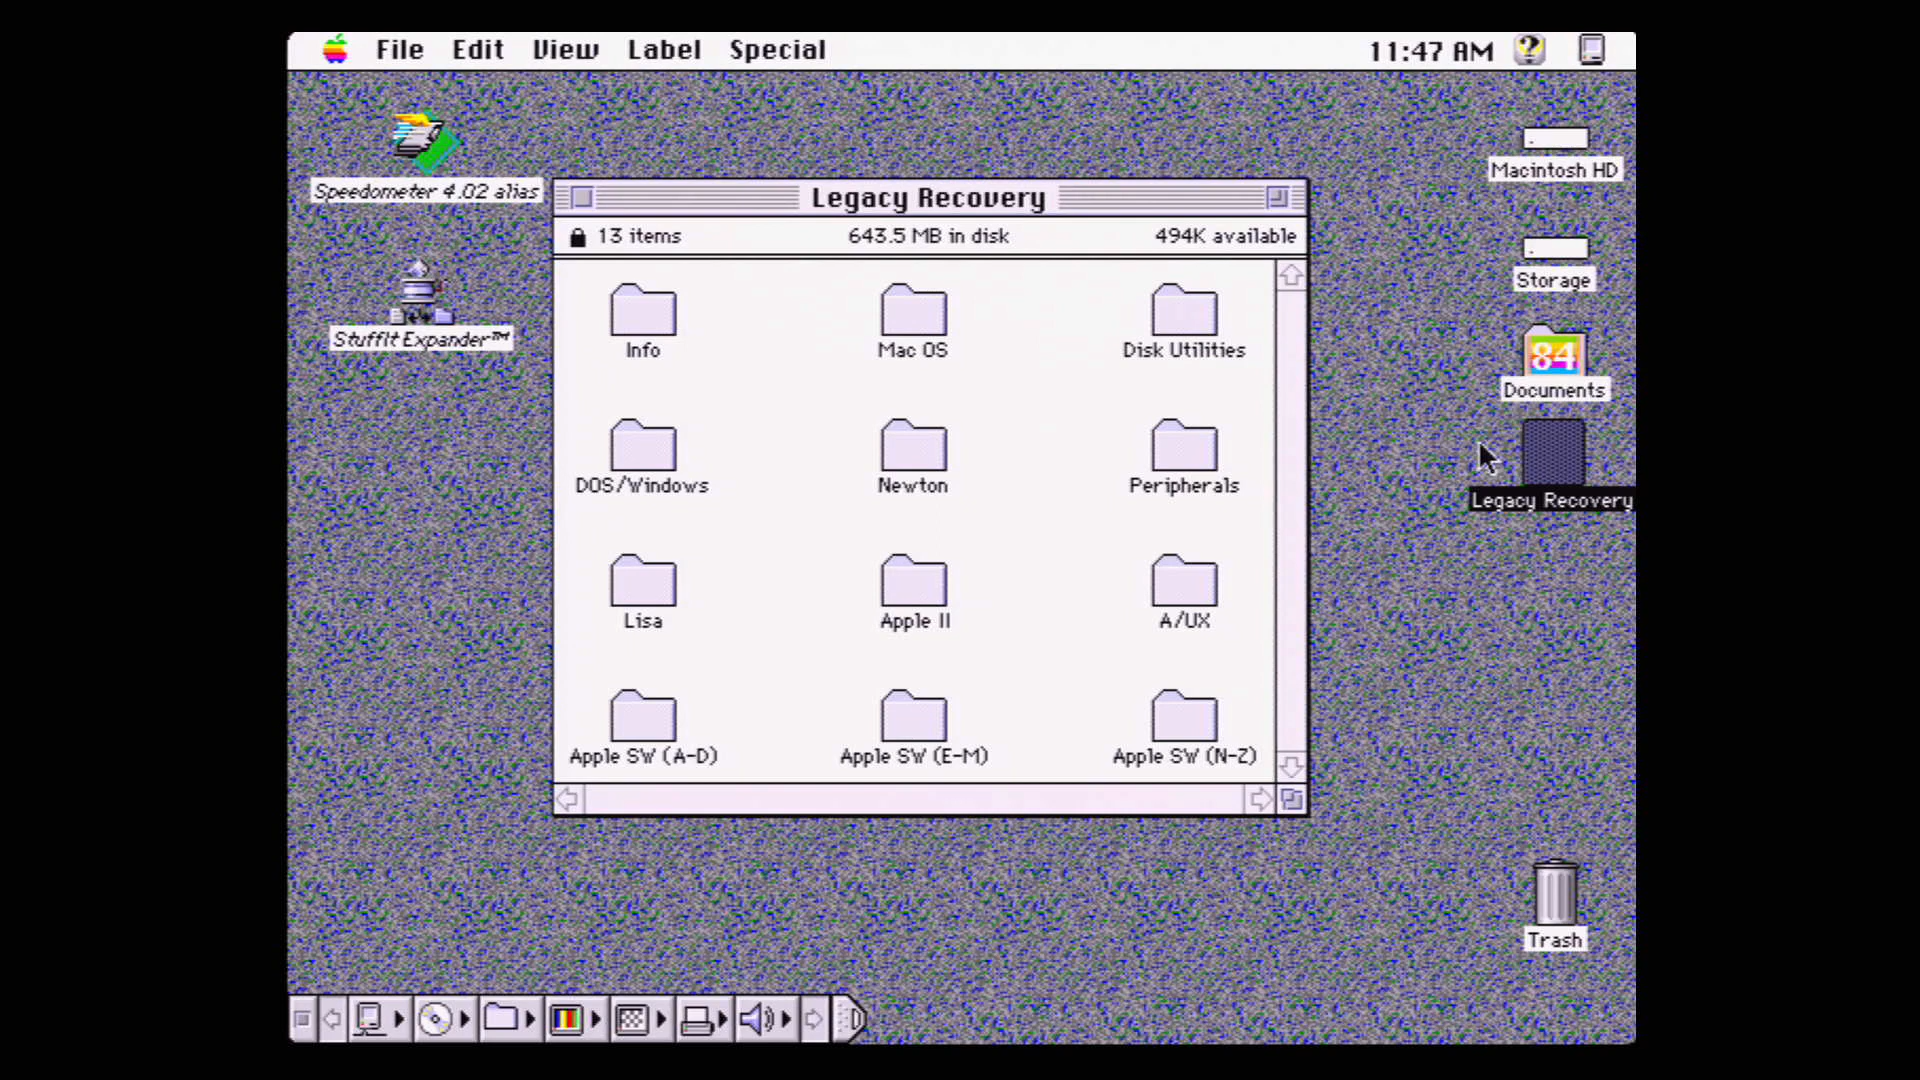 File Edit View Label Special 11:47 AM
Speedometer 4.02 alias
StuffIt Expander™
Legacy Recovery
13 items 643.5 MB in disk 494K available
Info Mac OS Disk Utilities
DOS/Windows Newton Peripherals
Lisa Apple II A/UX
Apple SW (A-D) Apple SW (E-M) Apple SW (N-Z)
Macintosh HD
Storage
84
Documents
Legacy Recovery
Trash